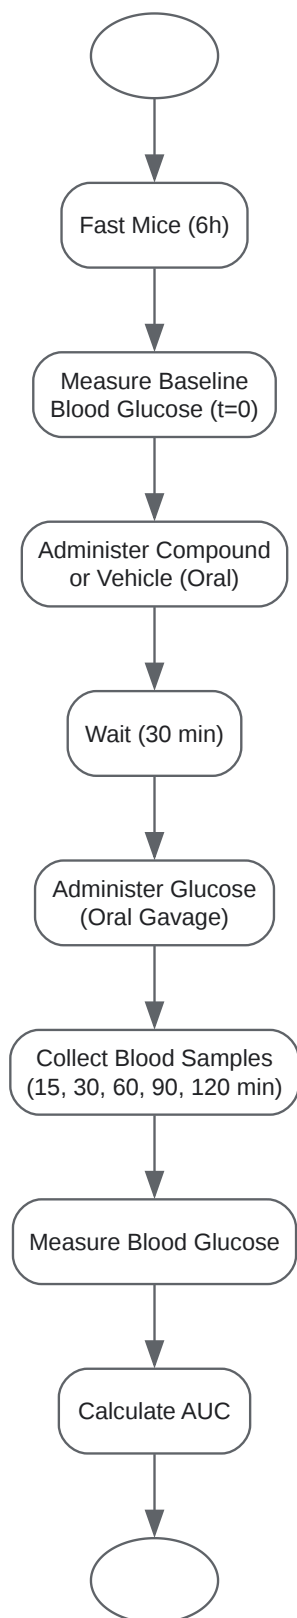 Fast Mice (6h)
Measure Baseline
Blood Glucose (t=0)
Administer Compound
or Vehicle (Oral)
Wait (30 min)
Administer Glucose
(Oral Gavage)
Collect Blood Samples
(15, 30, 60, 90, 120 min)
Measure Blood Glucose
Calculate AUC